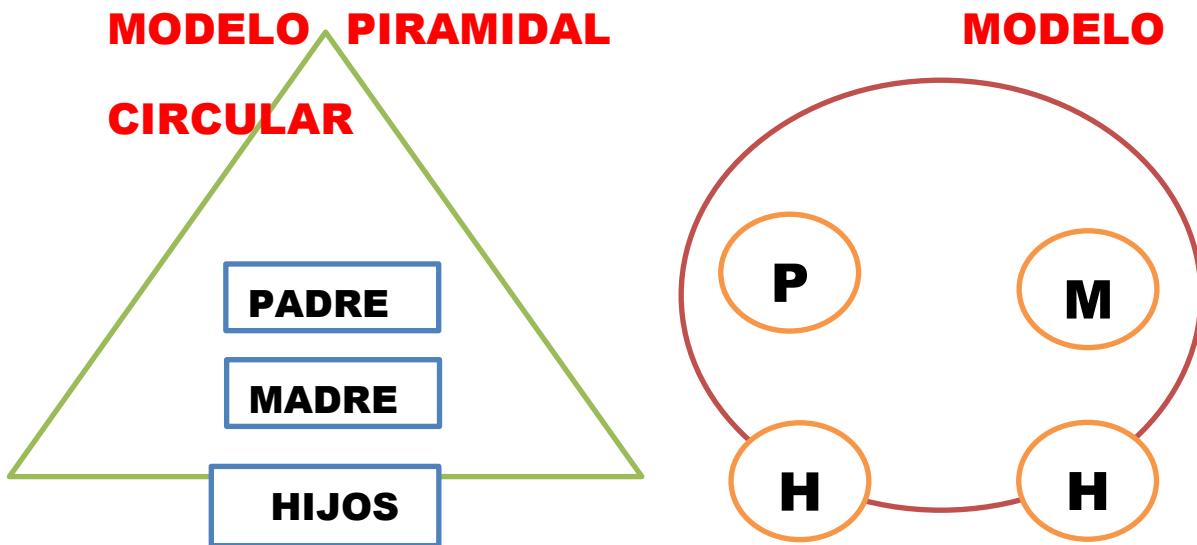 MODELO PIRAMIDAL MODELO
CIRCULAR
PADRE
MADRE
HIJOS
P
M
H
H